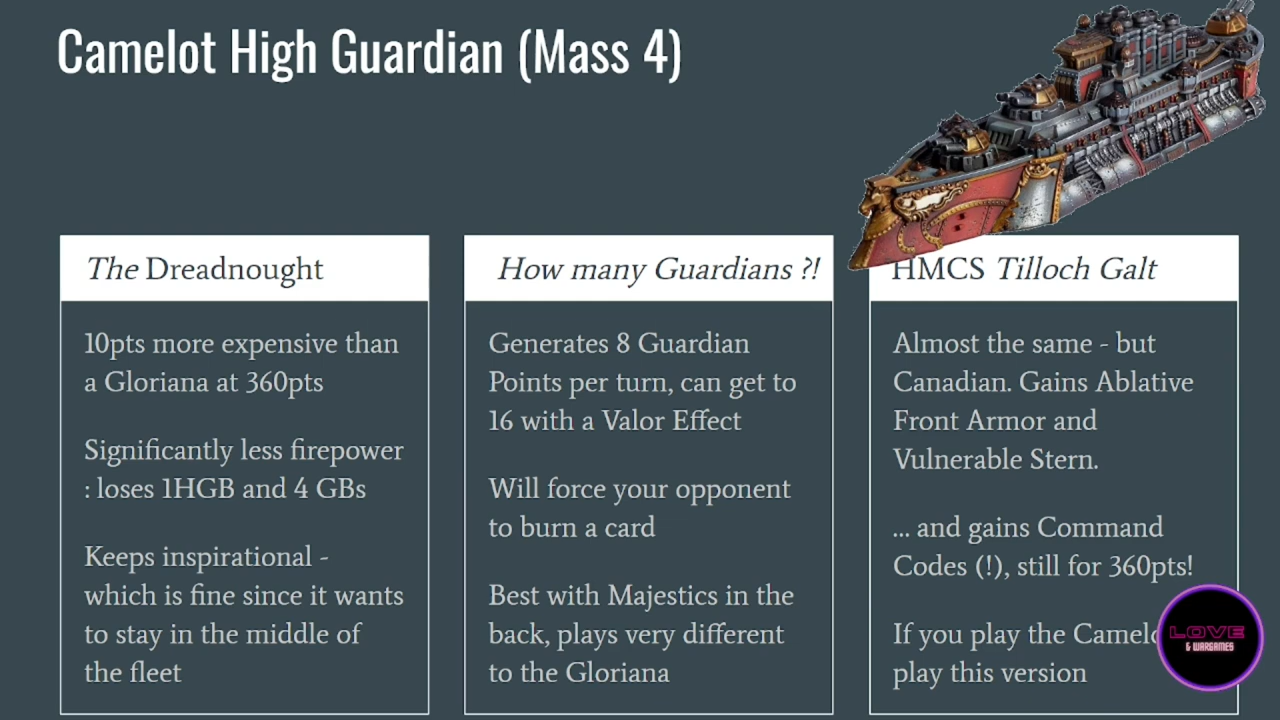 Camelot High Guardian (Mass 4)
The Dreadnought
10pts more expensive than
a Gloriana at 360pts
Significantly less firepower
: loses 1HGB and 4 GBs
Keeps inspirational -
which is fine since it wants
to stay in the middle of
the fleet
How many Guardians ?!
Generates 8 Guardian
Points per turn, can get to
16 with a Valor Effect
Will force your opponent
to burn a card
Best with Majestics in the
back, plays very different
to the Gloriana
HMCS Tilloch Galt
Almost the same - but
Canadian. Gains Ablative
Front Armor and
Vulnerable Stern.
... and gains Command
Codes (!), still for 360pts!
If you play the
play this version
LOVE
& WARGAMES